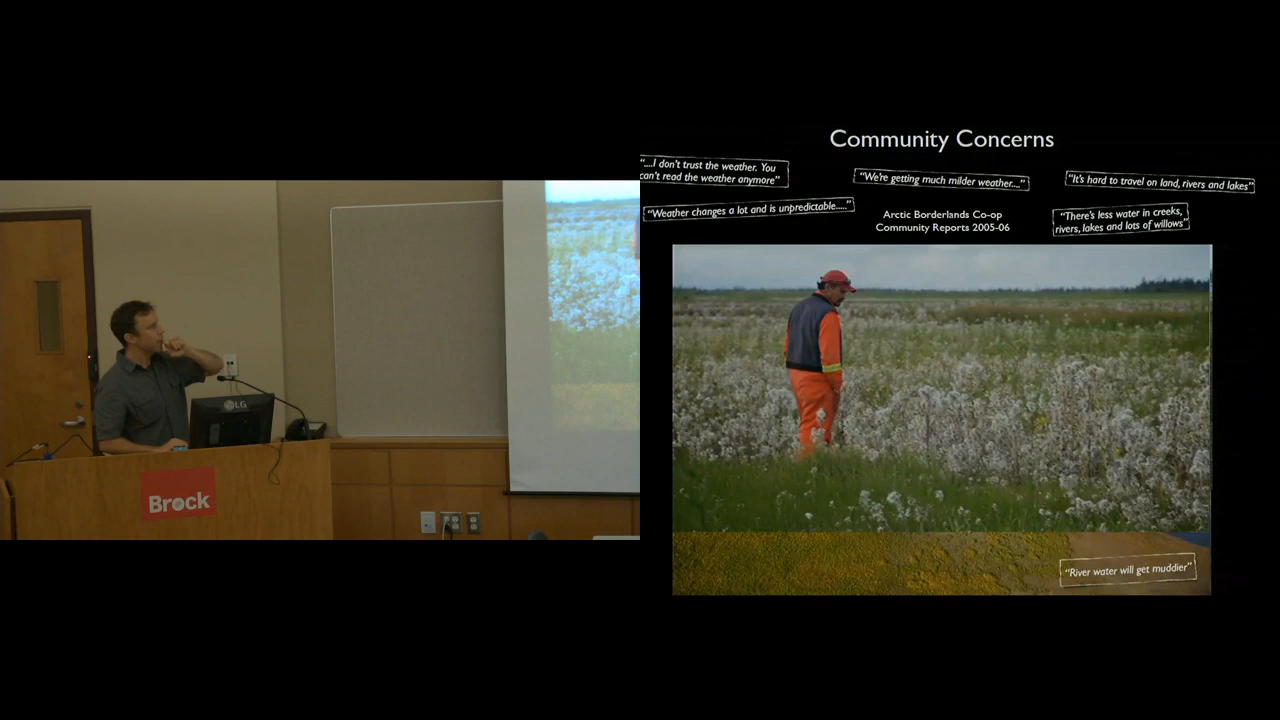 Community Concerns
“....I don't trust the weather. You
can't read the weather anymore”
“We're getting much milder weather....”
“It's hard to travel on land, rivers and lakes”
“Weather changes a lot and is unpredictable.....”
Arctic Borderlands Co-op
Community Reports 2005-06
“There's less water in creeks,
rivers, lakes and lots of willows”
LG
Brock
“River water will get muddier”